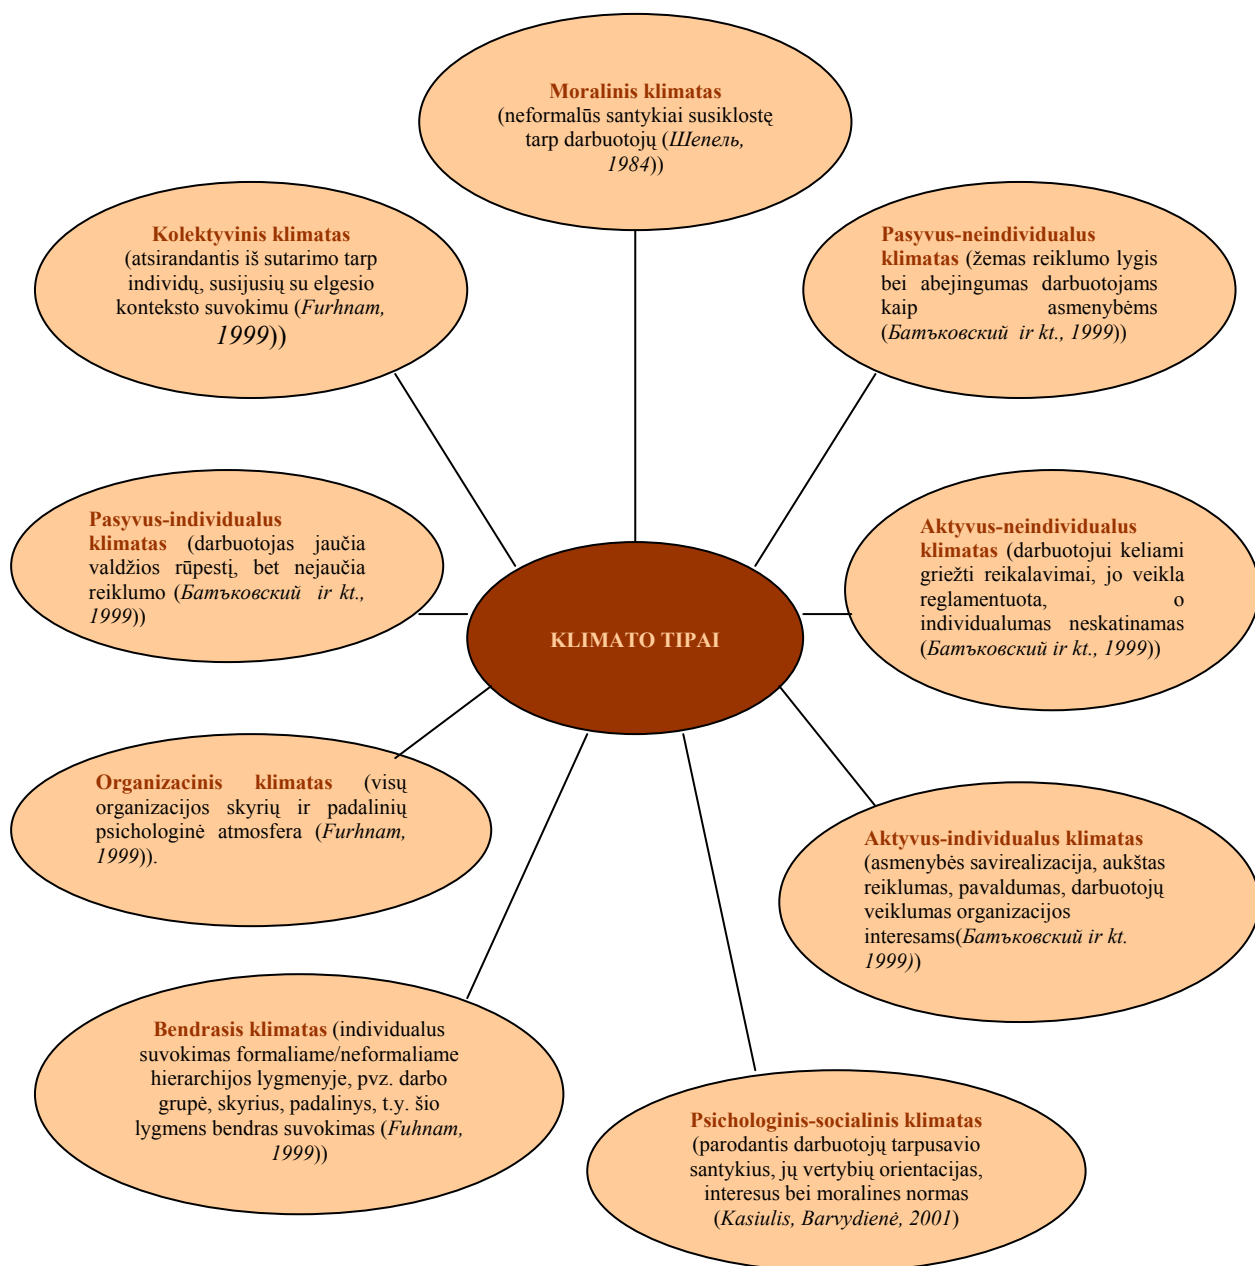 Moralinis klimatas
(neformalūs santykiai susiklostę
tarp darbuotojų (Шепель,
1984))
Kolektyvinis klimatas
(atsirandantis iš sutarimo tarp
individų, susijusių su elgesio
konteksto suvokimu (Furhnam,
1999))
Pasyvus-neindividualus
klimatas (žemas reiklumo lygis
bei abejingumas darbuotojams
kaip asmenybėms
(Батъковский ir kt., 1999))
Pasyvus-individualus
klimatas (darbuotojas jaučia
valdžios rūpestį, bet nejaučia
reiklumo (Батъковский ir kt.,
1999))
Aktyvus-neindividualus
klimatas (darbuotojui keliami
griežti reikalavimai, jo veikla
reglamentuota, o
individualumas neskatinamas
(Батъковский ir kt., 1999))
KLIMATO TIPAI
Organizacinis klimatas (visų
organizacijos skyrių ir padalinių
psichologinė atmosfera (Furhnam,
1999)).
Aktyvus-individualus klimatas
(asmenybės savirealizacija, aukštas
reiklumas, pavaldumas, darbuotojų
veiklumas organizacijos
interesams(Батъковский ir kt.
1999))
Bendrasis klimatas (individualus
suvokimas formaliame/neformaliame
hierarchijos lygmenyje, pvz. darbo
grupė, skyrius, padalinys, t.y. šio
lygmens bendras suvokimas (Fuhnam,
1999))
Psichologinis-socialinis klimatas
(parodantis darbuotojų tarpusavio
santykius, jų vertybių orientacijas,
interesus bei moralines normas
(Kasiulis, Barvydienė, 2001)